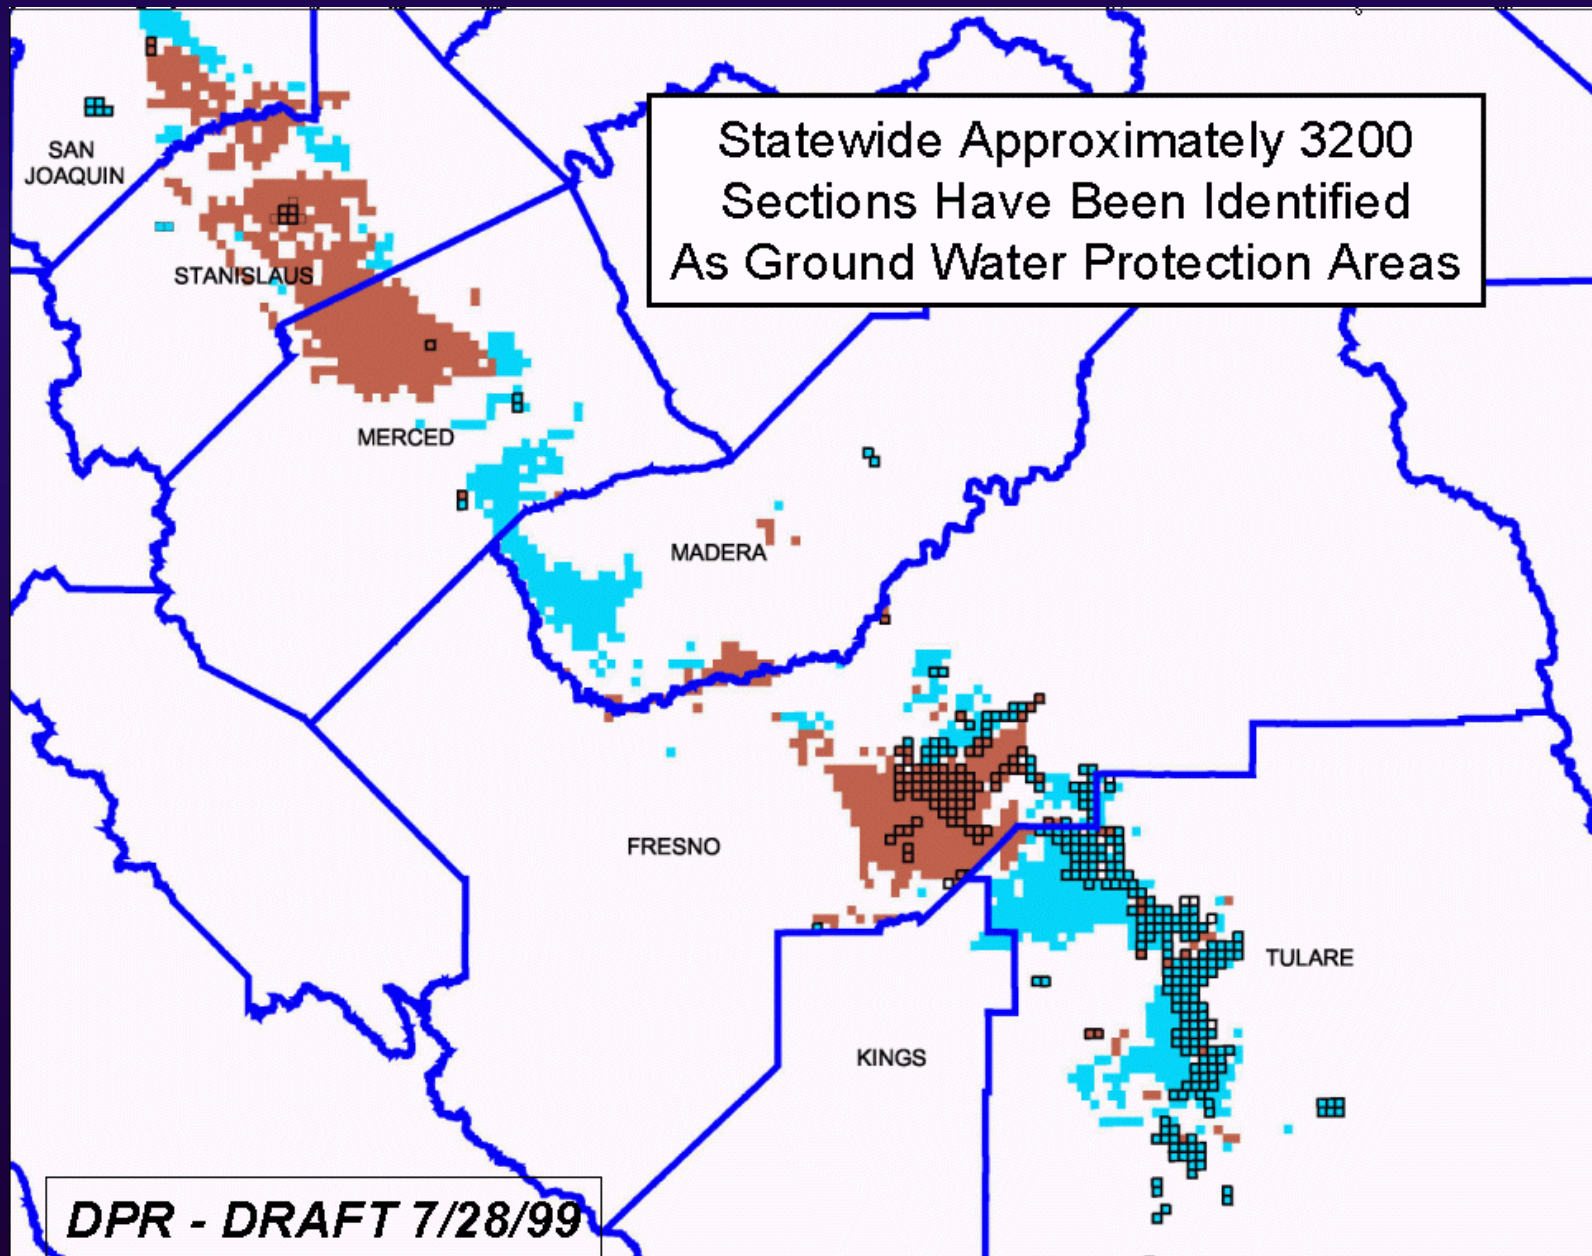 Statewide Approximately 3200
Sections Have Been Identified
As Ground Water Protection Areas
SAN
JOAQUIN
STANISLAUS
MERCED
MADERA
FRESNO
TULARE
KINGS
DPR - DRAFT 7/28/99